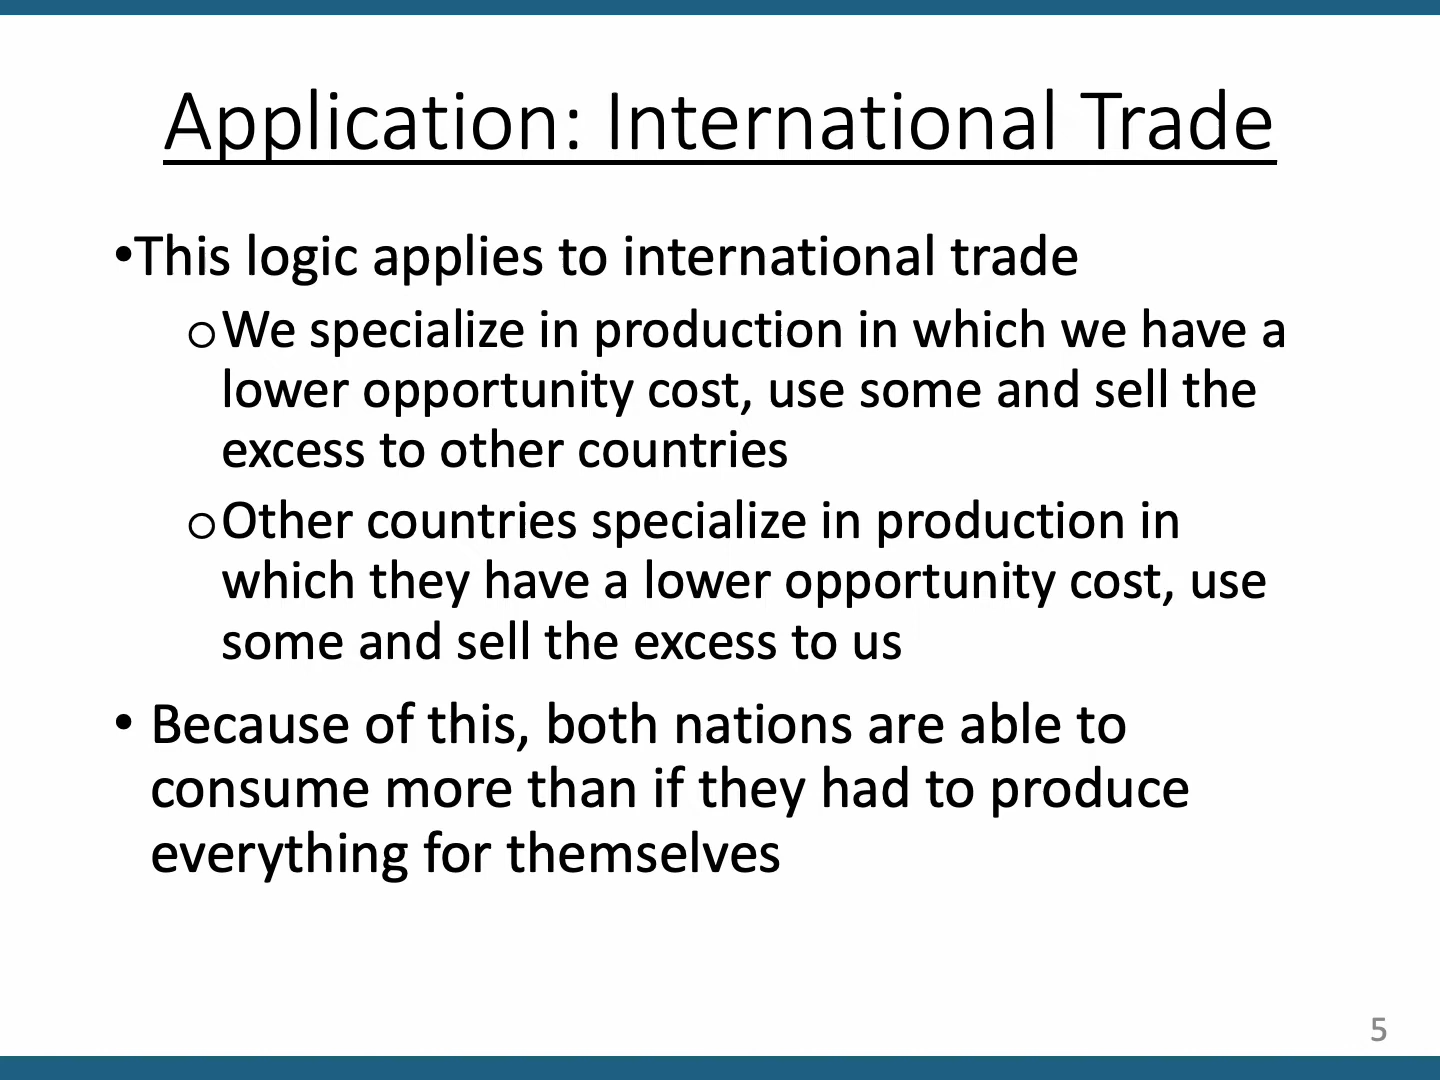 Application: International Trade
•This logic applies to international trade
oWe specialize in production in which we have a
lower opportunity cost, use some and sell the
excess to other countries
oOther countries specialize in production in
which they have a lower opportunity cost, use
some and sell the excess to us
• Because of this, both nations are able to
consume more than if they had to produce
everything for themselves
5